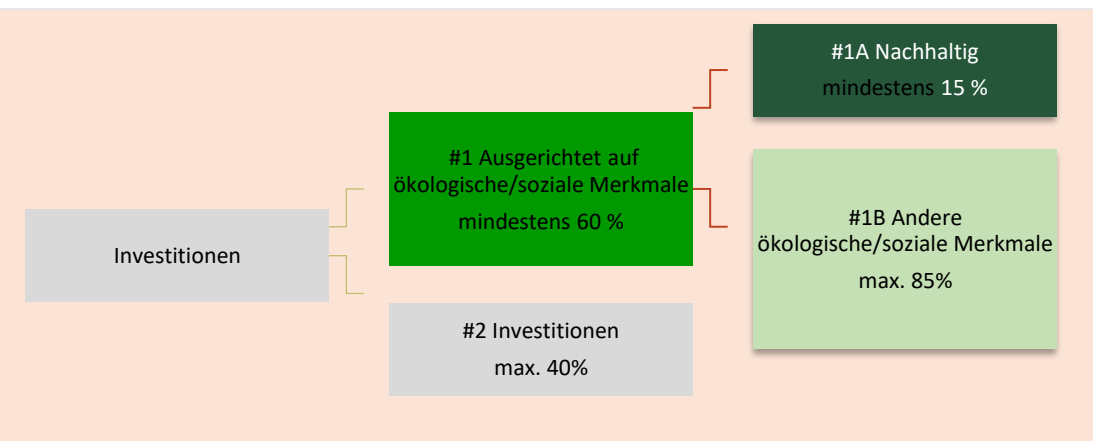 Investitionen
#1 Ausgerichtet auf
ökologische/soziale Merkmale
mindestens 60 %
#2 Investitionen
max. 40%
#1A Nachhaltig
mindestens 15 %
#1B Andere
ökologische/soziale Merkmale
max. 85%